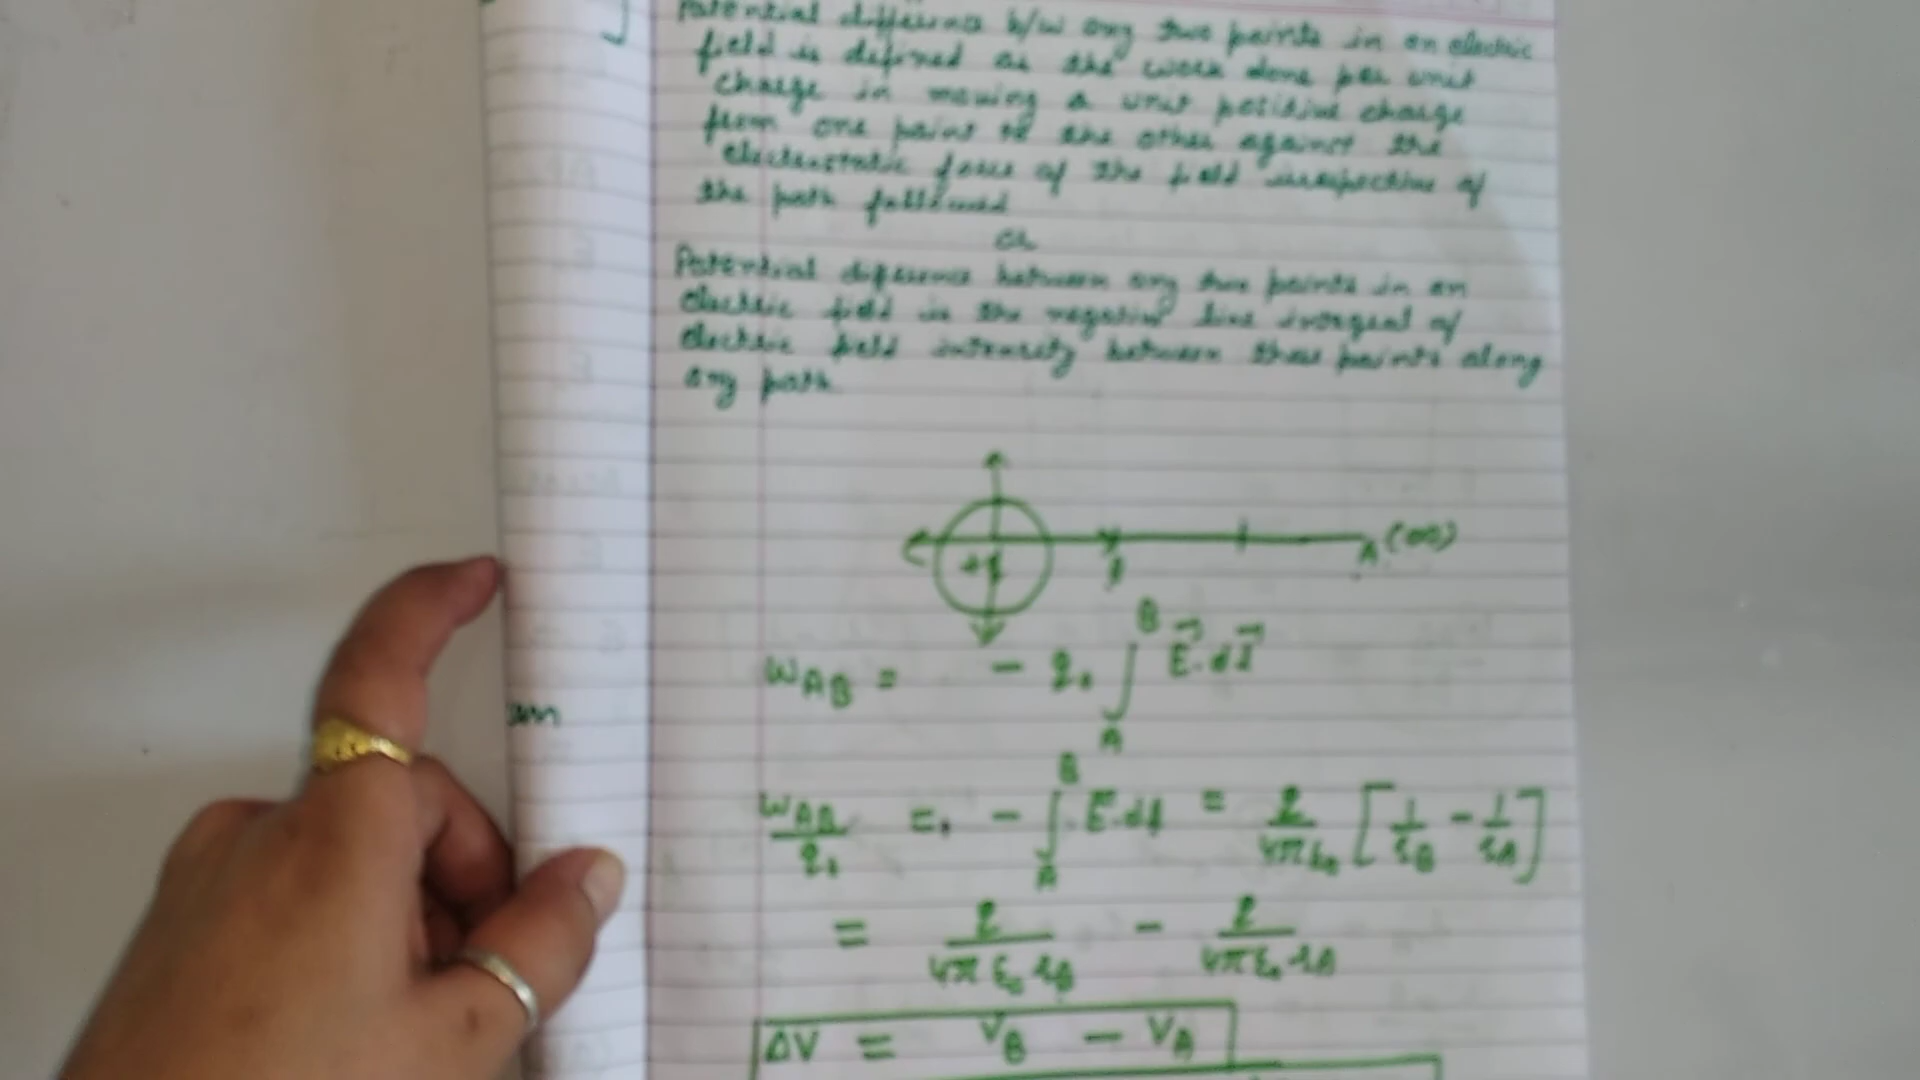 Potential difference b/w any two points in an electric
field is defined as the work done per unit
charge in moving a unit positive charge
from one point to the other against the
electrostatic force of the field irrespective of
the path followed
or
Potential difference between any two points in an
electric field is the negative line integral of
electric field intensity between these points along
any path
+q
A (∞)
W_AB = - q₀ ∫_A^B E⃗.dl⃗
am
W_AB/q₀ = - ∫_A^B E.dl = q/4πε₀ [1/r_B - 1/r_A]
= q/4πε₀ r_B - q/4πε₀ r_A
ΔV = V_B - V_A